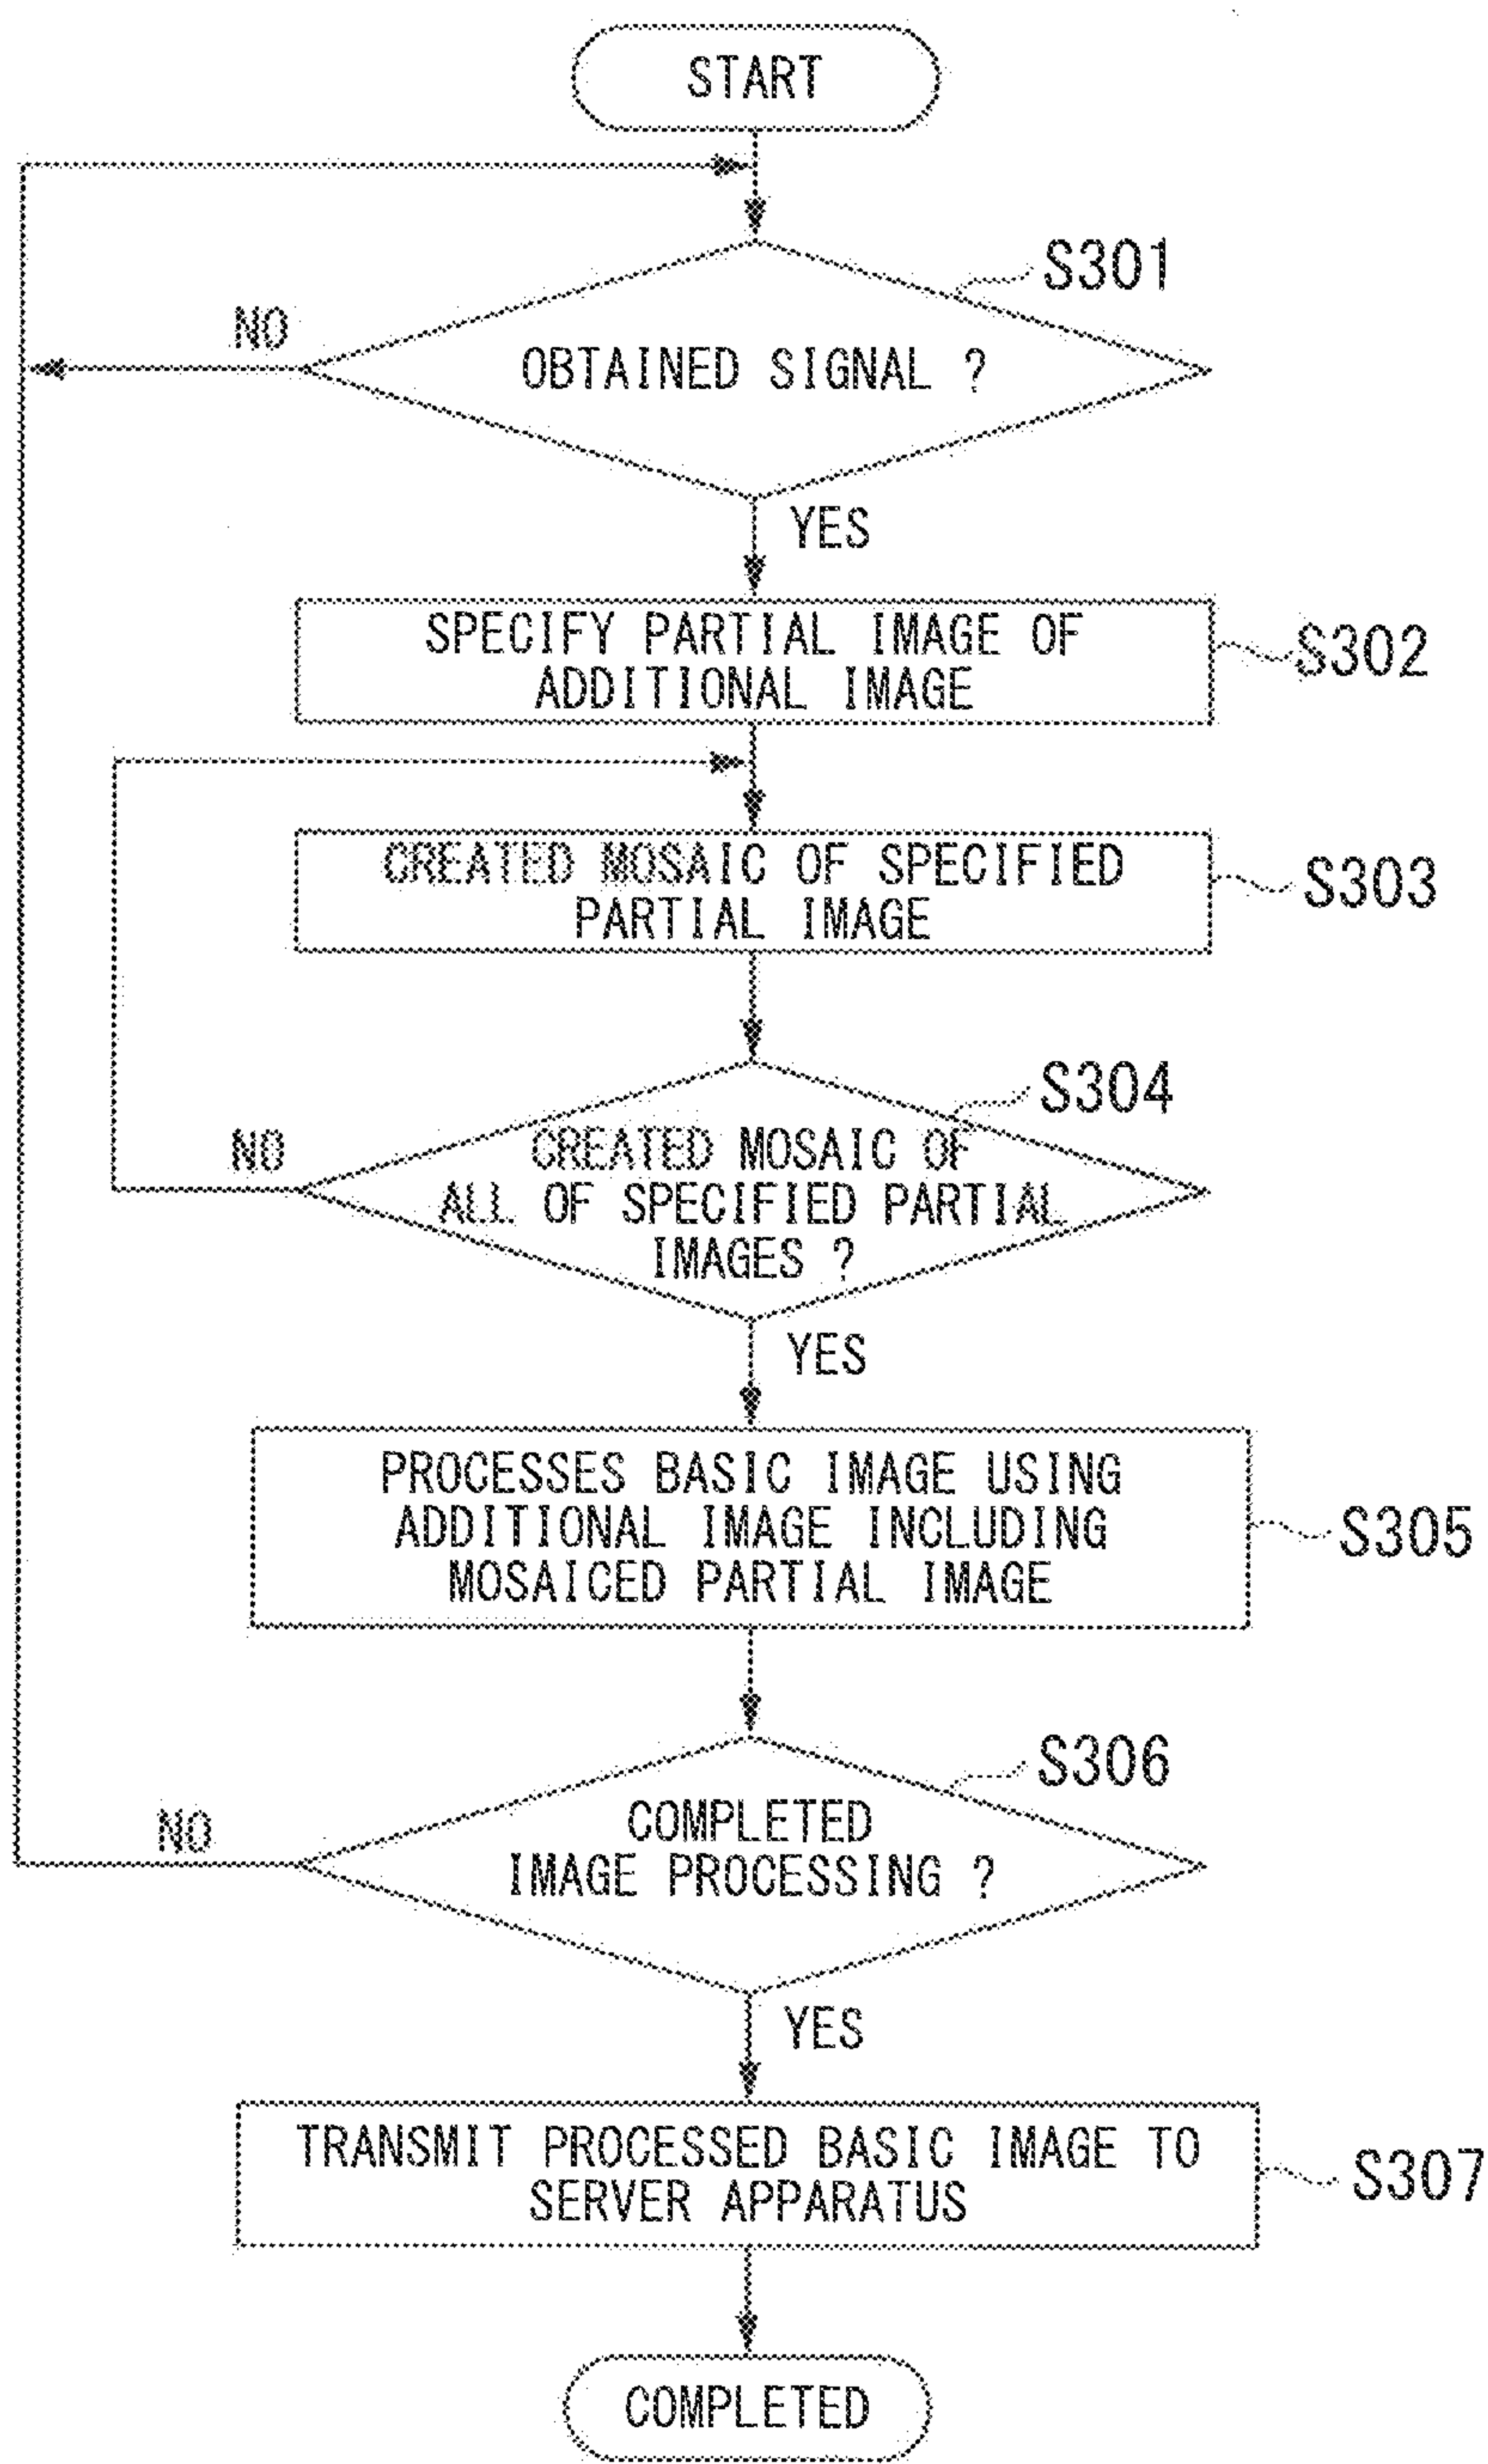 START
S301
NO
OBTAINED SIGNAL ?
YES
SPECIFY PARTIAL IMAGE OF
ADDITIONAL IMAGE
S302
CREATED MOSAIC OF SPECIFIED
PARTIAL IMAGE
S303
S304
NO
CREATED MOSAIC OF
ALL OF SPECIFIED PARTIAL
IMAGES ?
YES
PROCESSES BASIC IMAGE USING
ADDITIONAL IMAGE INCLUDING
MOSAICED PARTIAL IMAGE
S305
S306
NO
COMPLETED
IMAGE PROCESSING ?
YES
TRANSMIT PROCESSED BASIC IMAGE TO
SERVER APPARATUS
S307
COMPLETED